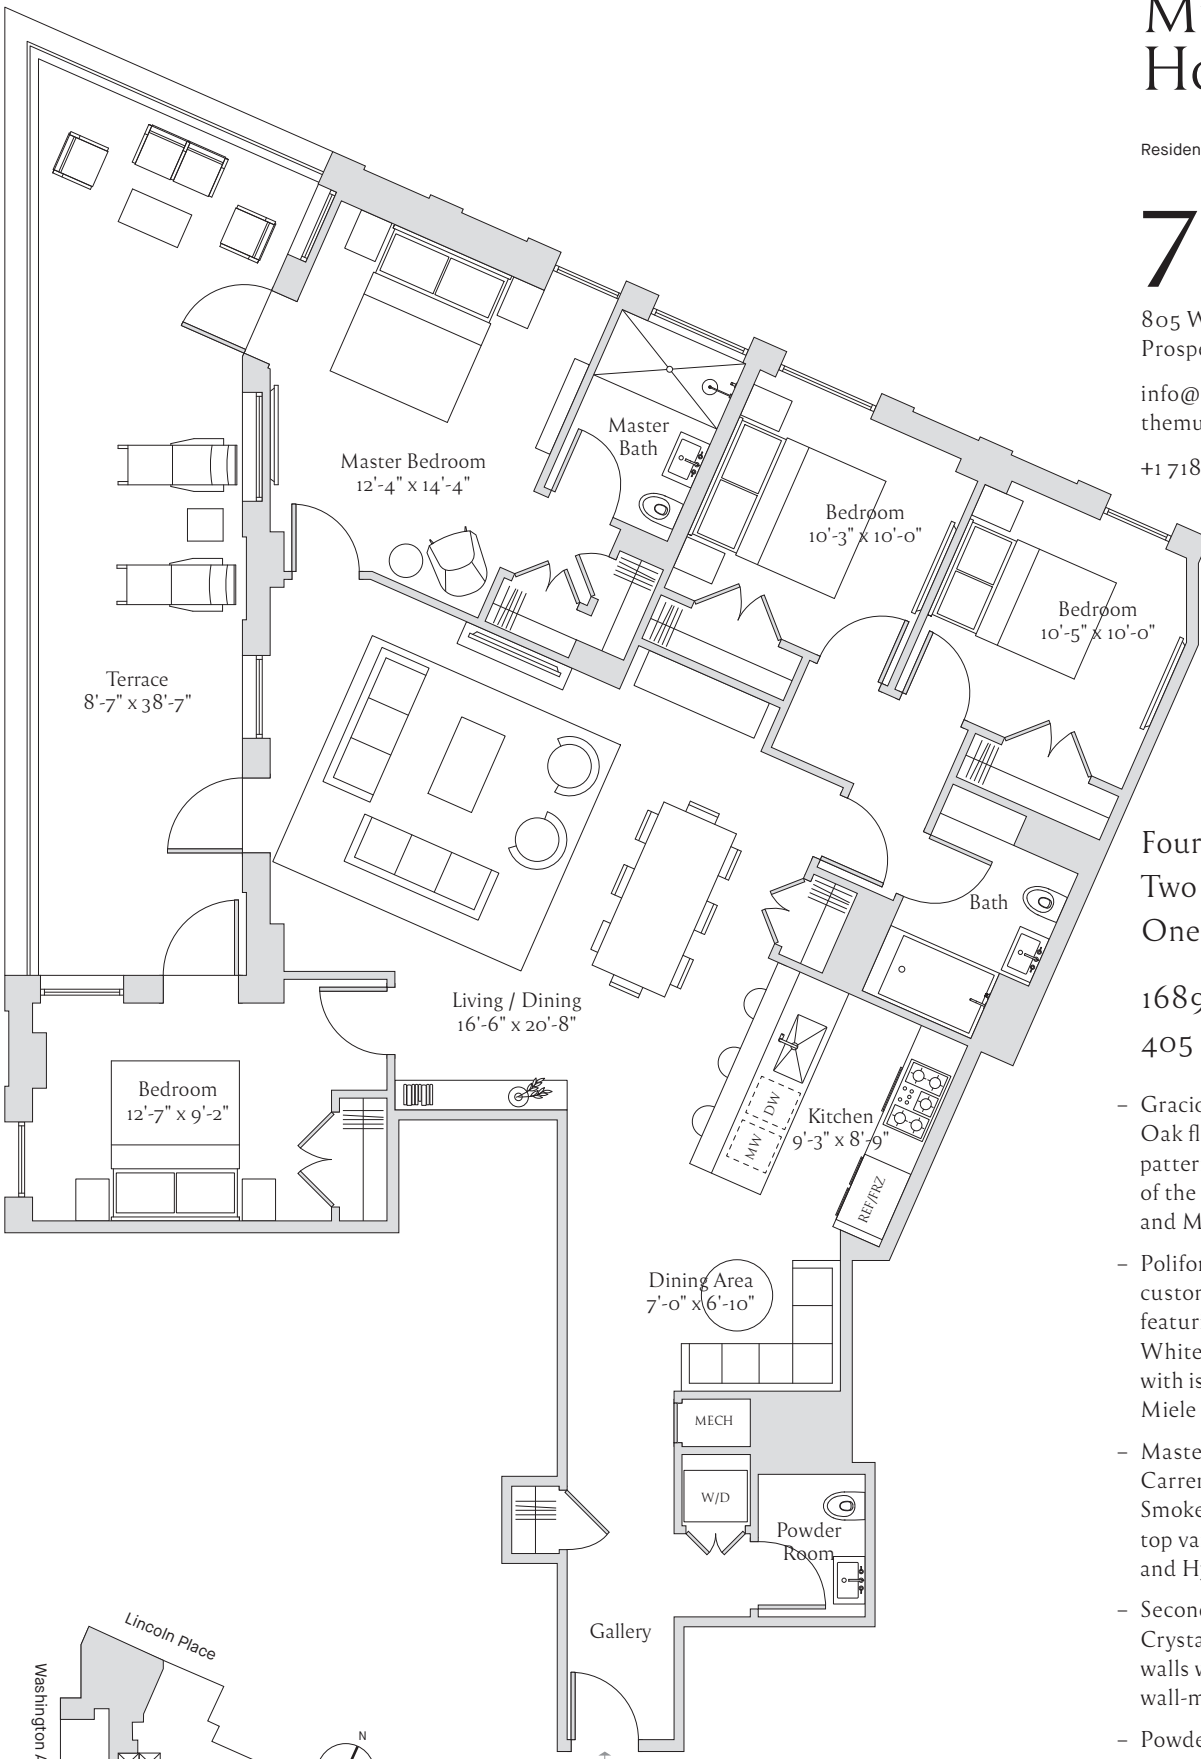 Master Bedroom
12'-4" x 14'-4"
Master
Bath
Bedroom
10'-3" x 10'-0"
Bedroom
10'-5" x 10'-0"
Terrace
8'-7" x 38'-7"
Bath
Living / Dining
16'-6" x 20'-8"
Bedroom
12'-7" x 9'-2"
DW
MW
Kitchen
9'-3" x 8'-9"
REF/FRZ
Dining Area
7'-0" x 6'-10"
MECH
W/D
Powder
Room
Gallery
Lincoln Place
Washington A
N
M
Ho
Residen
7
805 W
Prospe
info@
themu
+1 718
Four
Two
One
1689
405
– Gracio
Oak fl
patter
of the
and M
– Polifor
custom
featur
White
with is
Miele
– Maste
Carrer
Smoke
top va
and Hy
– Second
Crysta
walls w
wall-m
– Powde